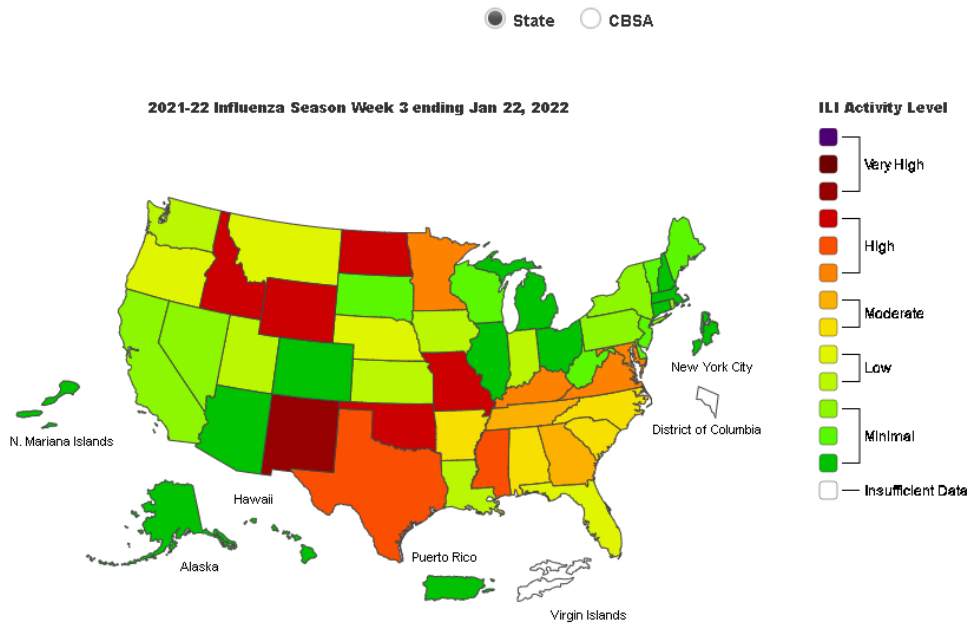 State CBSA
2021-22 Influenza Season Week 3 ending Jan 22, 2022
ILI Activity Level
Very High
High
Moderate
Low
Minimal
Insufficient Data
New York City
District of Columbia
N. Mariana Islands
Hawaii
Alaska
Puerto Rico
Virgin Islands